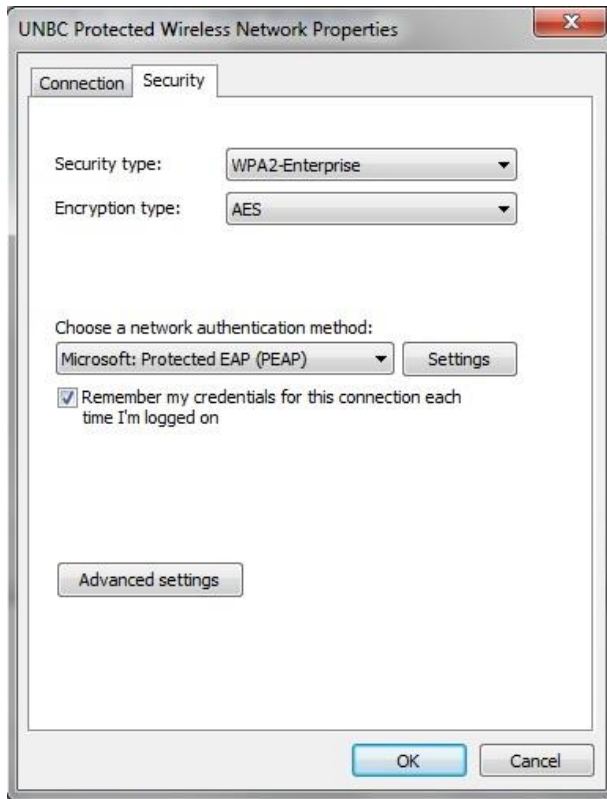 UNBC Protected Wireless Network Properties
Connection Security
Security type: WPA2-Enterprise
Encryption type: AES
Choose a network authentication method:
Microsoft: Protected EAP (PEAP) Settings
Remember my credentials for this connection each
time I'm logged on
Advanced settings
OK Cancel